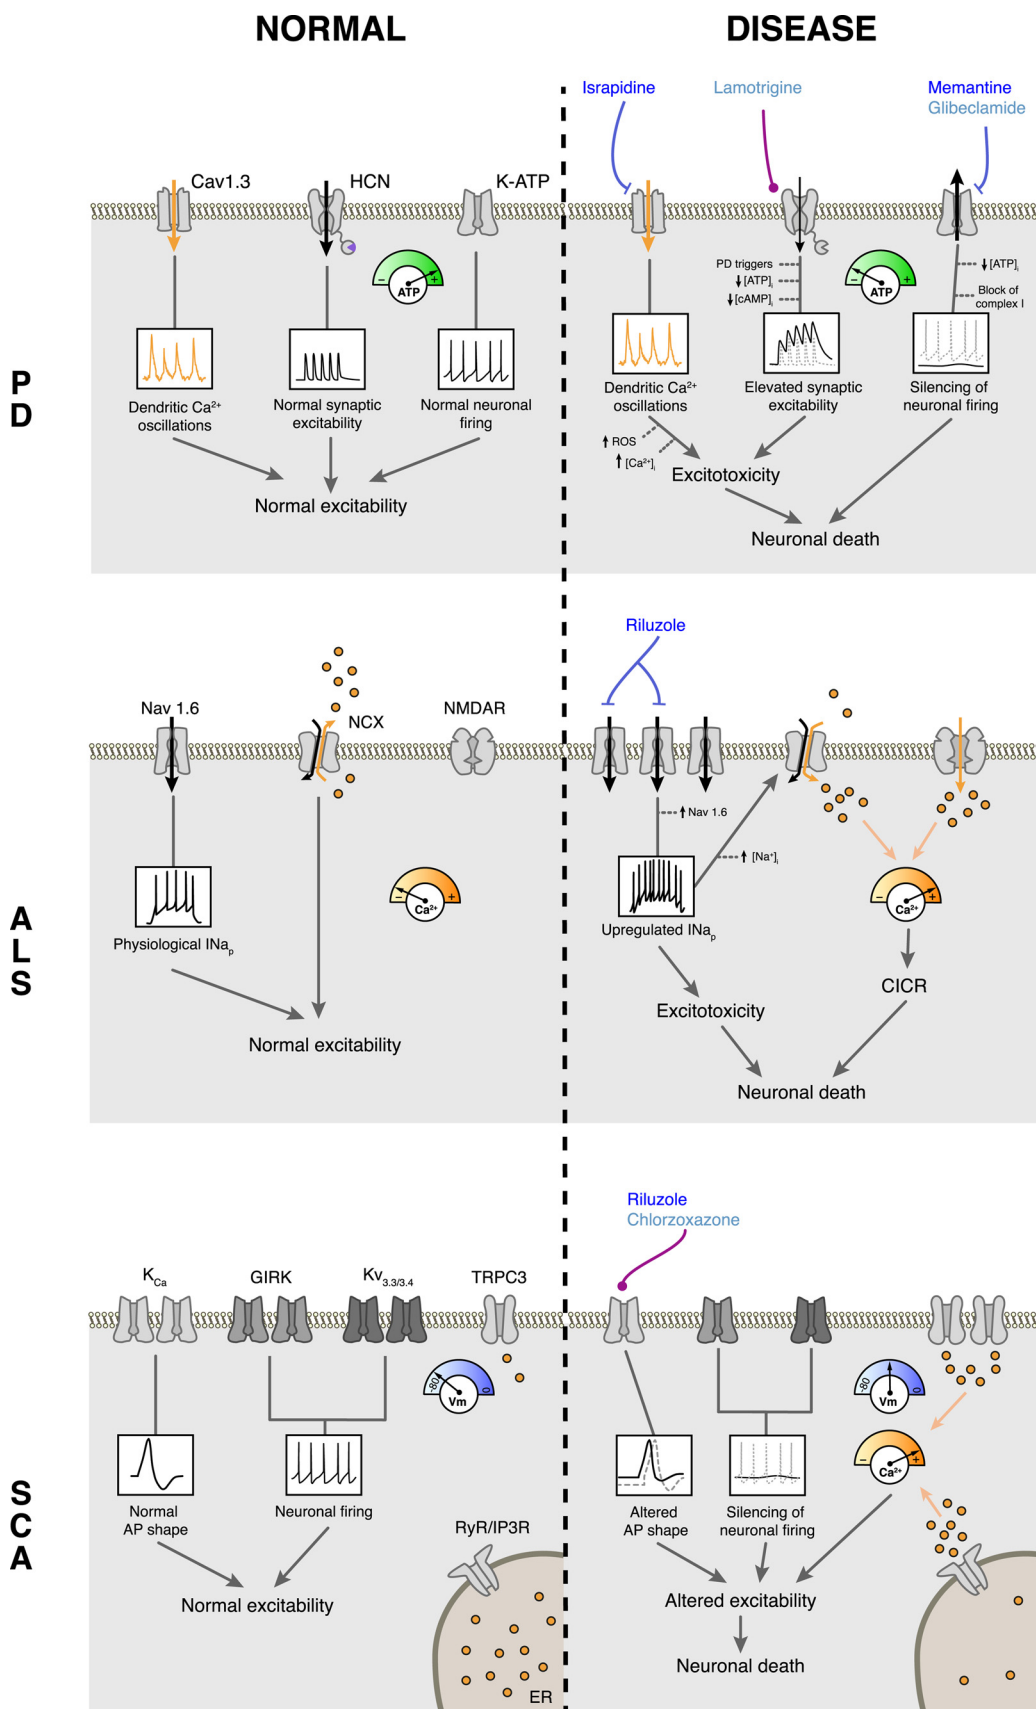 NORMAL
DISEASE
PD
Israpidine
Lamotrigine
Memantine
Glibeclamide
Cav1.3
HCN
K-ATP
ATP
− +
Dendritic Ca²⁺
oscillations
Normal synaptic
excitability
Normal neuronal
firing
Normal excitability
PD triggers
[ATP]i
[cAMP]i
ATP
− +
[ATP]i
Block of
complex I
Dendritic Ca²⁺
oscillations
Elevated synaptic
excitability
Silencing of
neuronal firing
ROS
[Ca²⁺]i
Excitotoxicity
Neuronal death
ALS
Nav 1.6
NCX
NMDAR
Ca²⁺
− +
Physiological INap
Normal excitability
Riluzole
Nav 1.6
[Na⁺]i
Upregulated INap
Ca²⁺
− +
Excitotoxicity
CICR
Neuronal death
SCA
KCa
GIRK
Kv3.3/3.4
TRPC3
-80 0
Vm
Normal
AP shape
Neuronal firing
RyR/IP3R
Normal excitability
ER
Riluzole
Chlorzoxazone
-80 0
Vm
− +
Ca²⁺
Altered
AP shape
Silencing of
neuronal firing
Altered excitability
Neuronal death